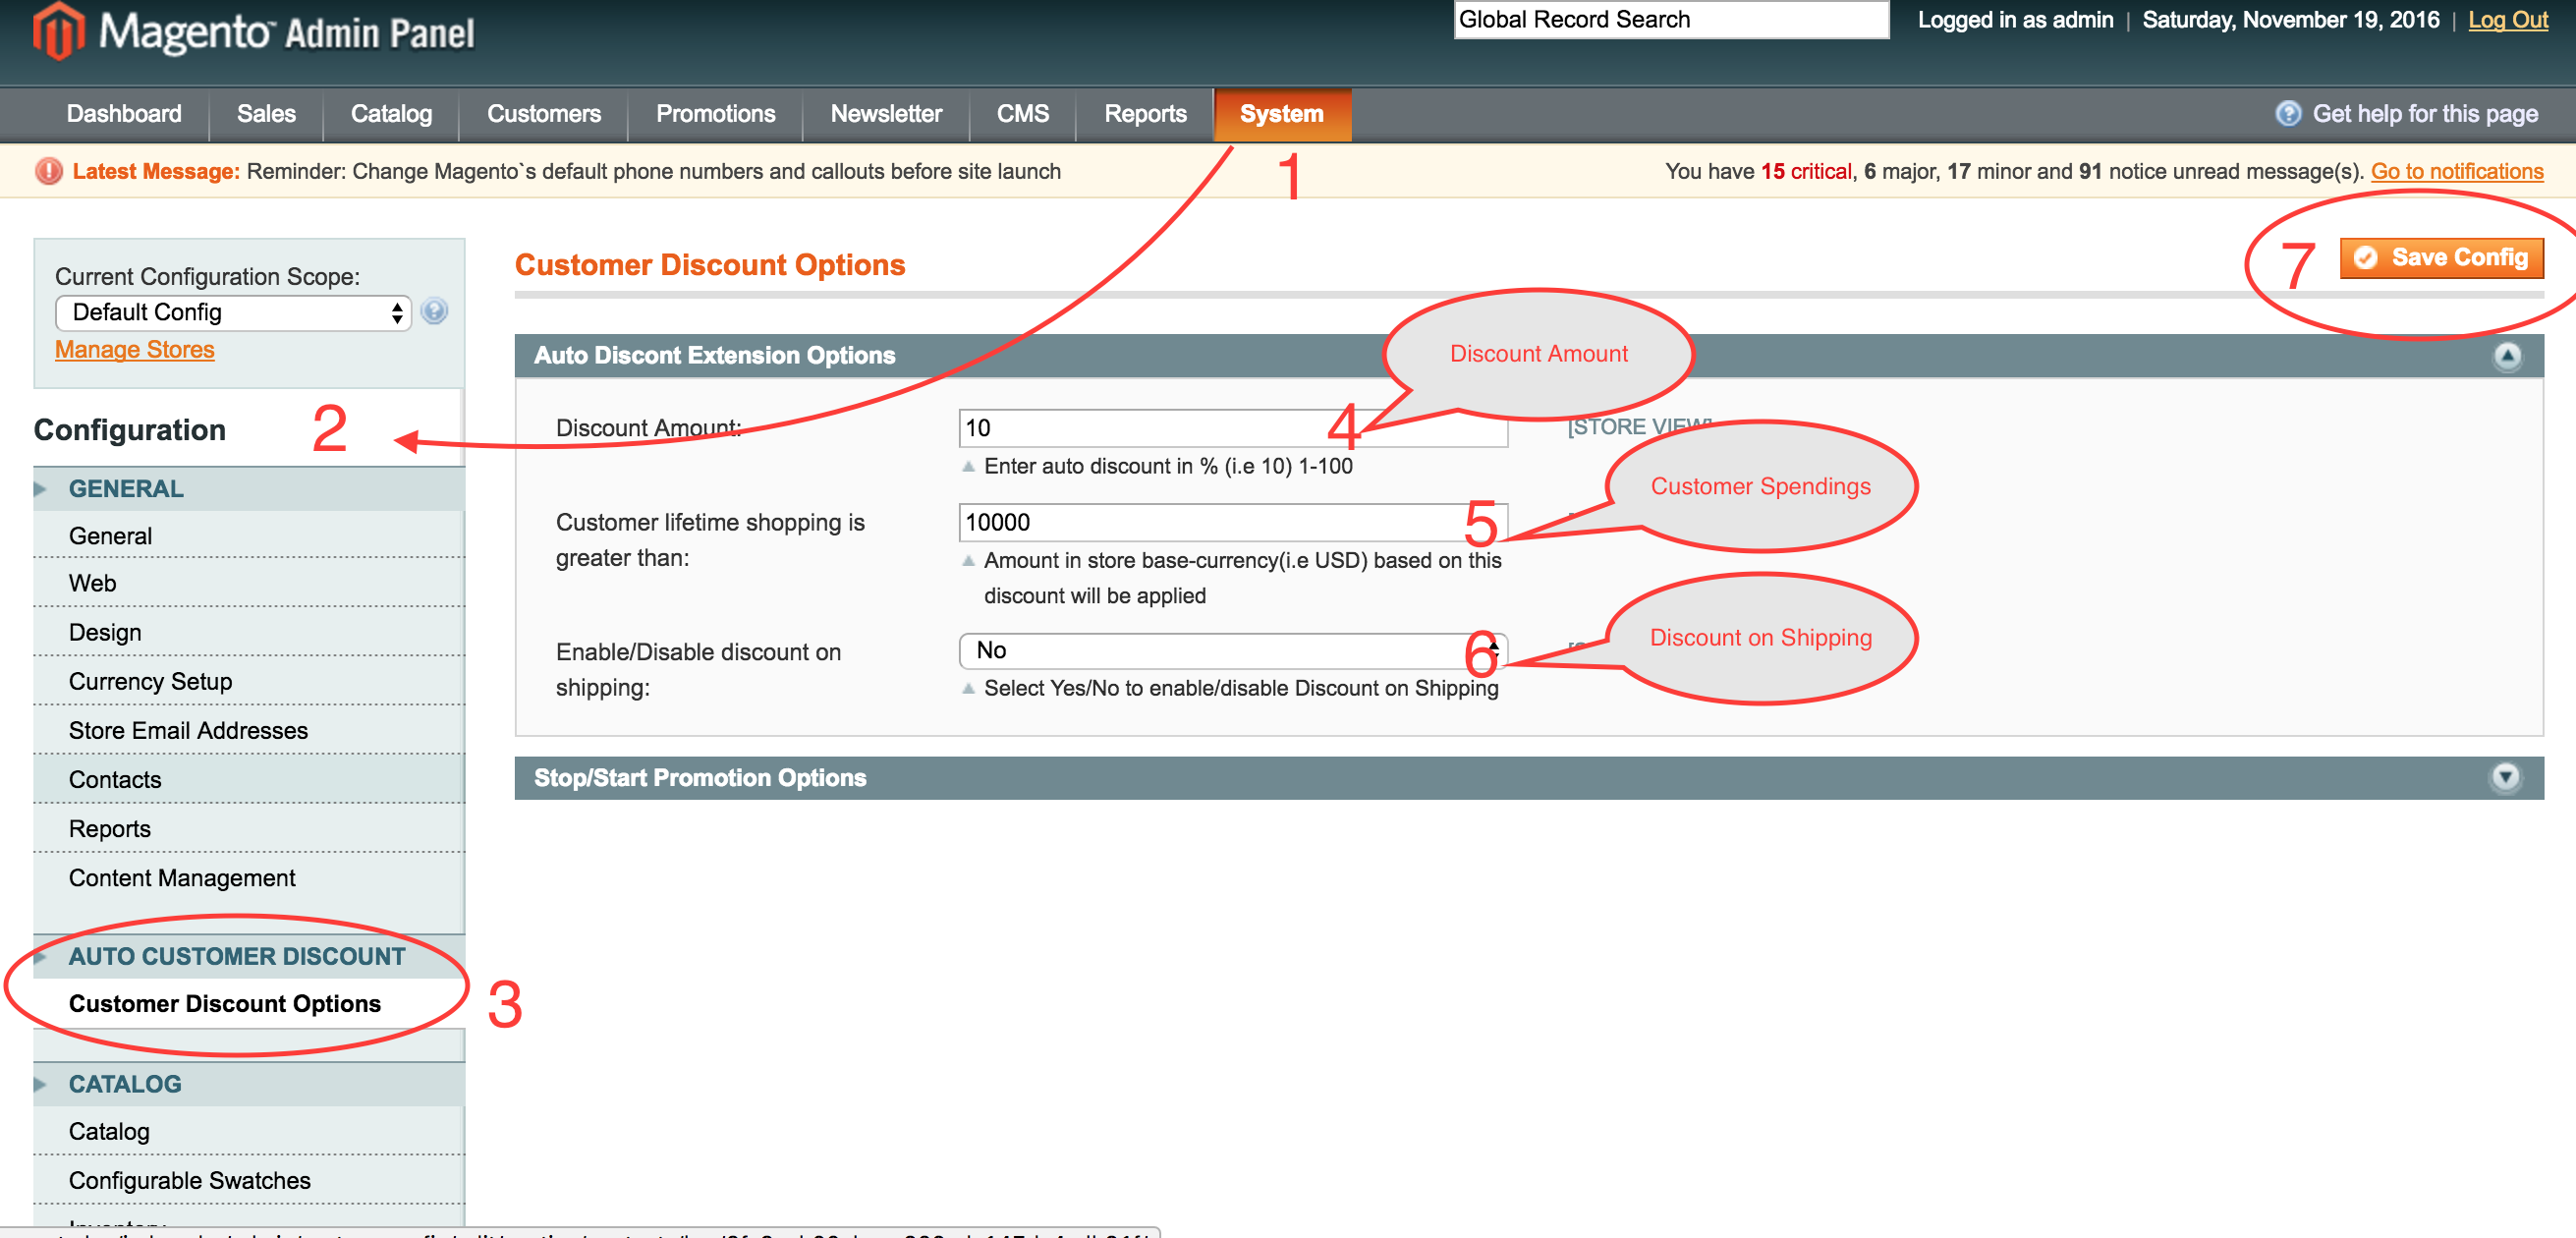 Magento™ Admin Panel
Global Record Search
Logged in as admin | Saturday, November 19, 2016 | Log Out
Dashboard
Sales
Catalog
Customers
Promotions
Newsletter
CMS
Reports
System
Get help for this page
1
Latest Message: Reminder: Change Magento`s default phone numbers and callouts before site launch
You have 15 critical, 6 major, 17 minor and 91 notice unread message(s). Go to notifications
Current Configuration Scope:
Default Config
Manage Stores
Configuration
2
GENERAL
General
Web
Design
Currency Setup
Store Email Addresses
Contacts
Reports
Content Management
AUTO CUSTOMER DISCOUNT
Customer Discount Options
3
CATALOG
Catalog
Configurable Swatches
Inventory
Customer Discount Options
7
Save Config
Auto Discont Extension Options
Discount Amount
Discount Amount:
10
4
[STORE VIEW]
Enter auto discount in % (i.e 10) 1-100
Customer Spendings
Customer lifetime shopping is
greater than:
10000
5
Amount in store base-currency(i.e USD) based on this
discount will be applied
Discount on Shipping
Enable/Disable discount on
shipping:
No
6
Select Yes/No to enable/disable Discount on Shipping
Stop/Start Promotion Options